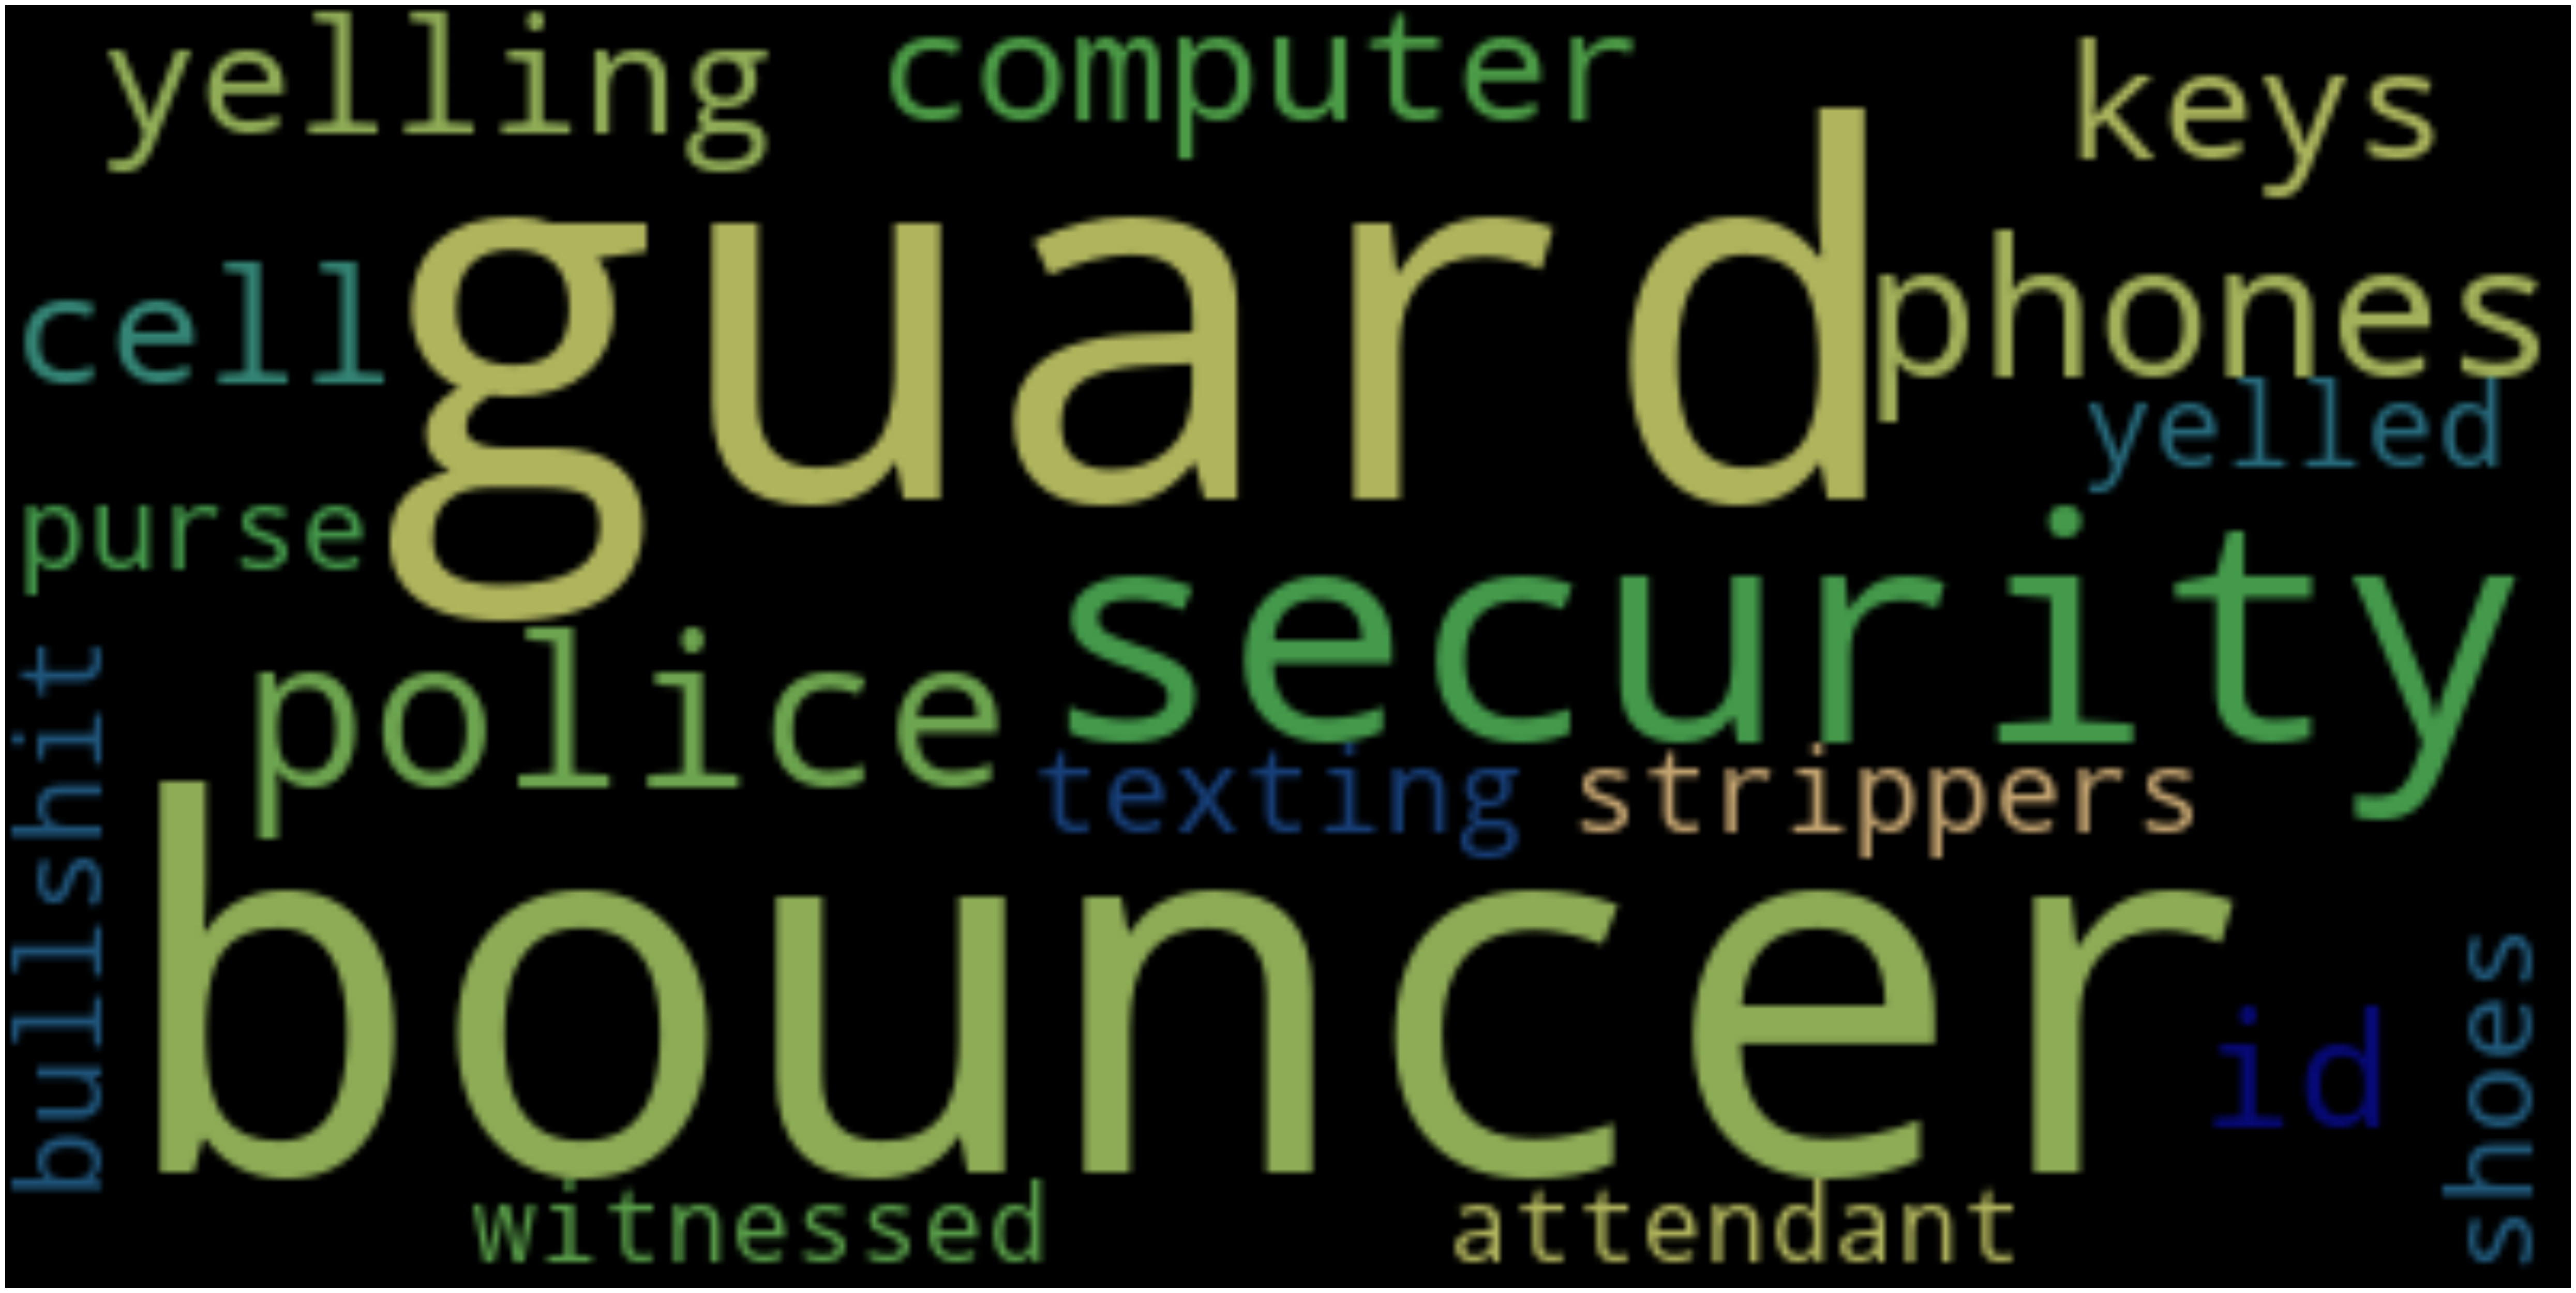 yelling computer keys
guard
cell phones
yelled
purse
security
police
texting strippers
bullshit
bouncer
id
shoes
witnessed attendant